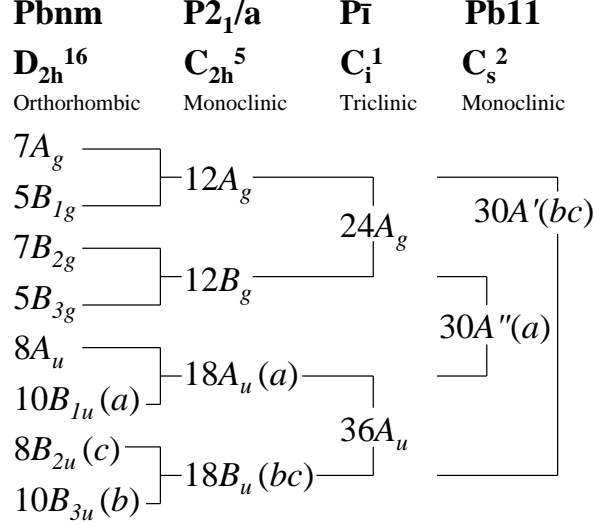 Pbnm P2₁/a Pī Pb11
D₂ₕ¹⁶ C₂ₕ⁵ Cᵢ¹ Cₛ²
Orthorhombic Monoclinic Triclinic Monoclinic
7A_g
12A_g
30A'(bc)
5B_1g
24A_g
7B_2g
12B_g
5B_3g
30A''(a)
8A_u
18A_u (a)
10B_1u (a)
36A_u
8B_2u (c)
18B_u (bc)
10B_3u (b)